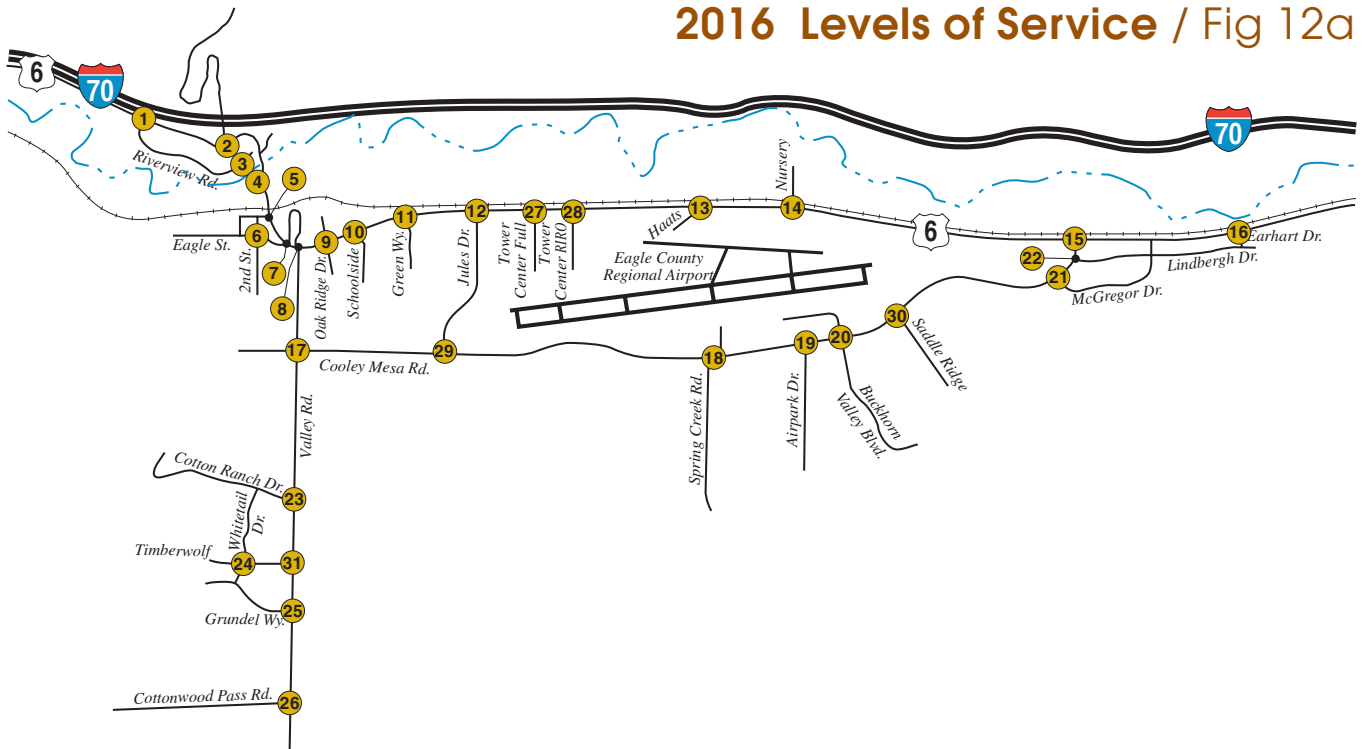 2016 Levels of Service / Fig 12a
6
70
70
1
2
3
4
5
Riverview Rd.
Nursery
11
12
27
28
13
14
6
15
16
Earhart Dr.
Eagle St.
6
9
10
Haats
22
Lindbergh Dr.
7
2nd St.
21
McGregor Dr.
8
Oak Ridge Dr.
Schoolside
Green Wy.
Jules Dr.
Tower
Center Full
Tower
Center RIRO
Eagle County
Regional Airport
30
Saddle Ridge
17
29
18
19
20
Cooley Mesa Rd.
Valley Rd.
Spring Creek Rd.
Airpark Dr.
Buckhorn
Valley Blvd.
Cotton Ranch Dr.
23
Whitetail
Dr.
Timberwolf
24
31
25
Grundel Wy.
Cottonwood Pass Rd.
26